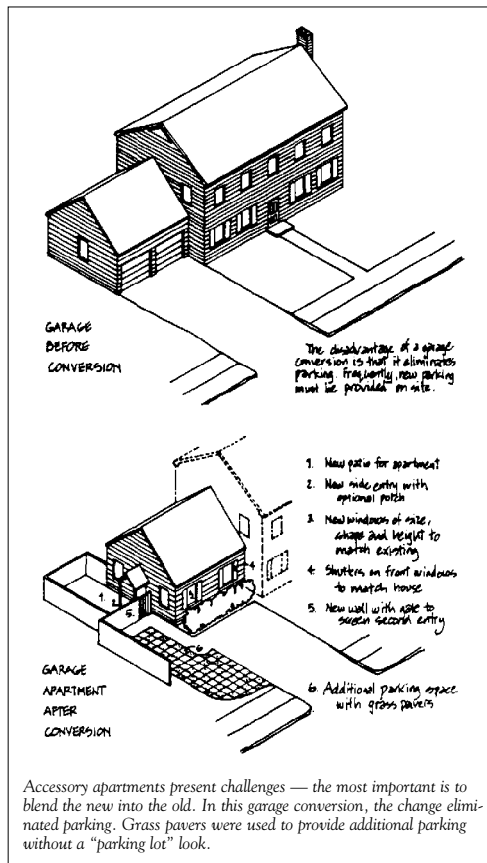 GARAGE
BEFORE
CONVERSION
The disadvantage of a garage
conversion is that it eliminates
parking. Frequently, new parking
must be provided on site.
1. New patio for apartment
2. New side entry with
optional porch
3. New windows of size,
shape and height to
match existing
4. Shutters on front windows
to match house
5. New wall with gate to
screen second entry
4.
3.
1.
2.
5.
6.
GARAGE
APARTMENT
AFTER
CONVERSION
6. Additional parking space
with grass pavers
Accessory apartments present challenges — the most important is to
blend the new into the old. In this garage conversion, the change elimi-
nated parking. Grass pavers were used to provide additional parking
without a “parking lot” look.